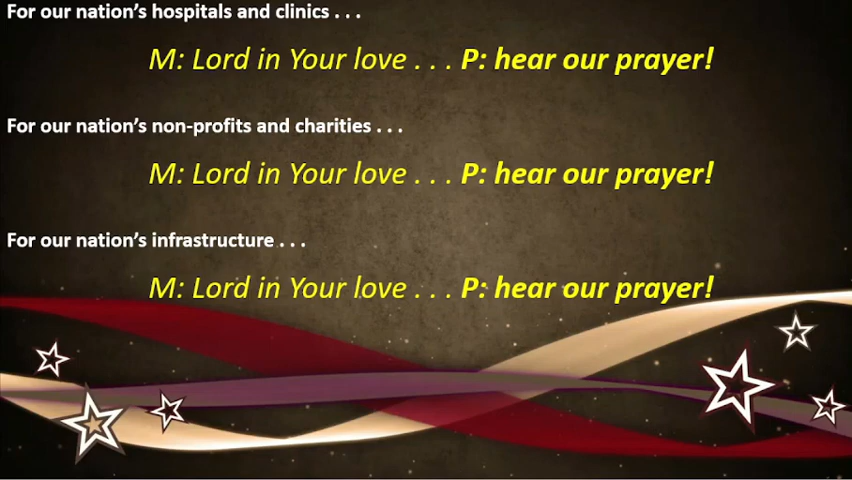 For our nation’s hospitals and clinics . . .
M: Lord in Your love . . . P: hear our prayer!
For our nation’s non-profits and charities . . .
M: Lord in Your love . . . P: hear our prayer!
For our nation’s infrastructure . . .
M: Lord in Your love . . . P: hear our prayer!